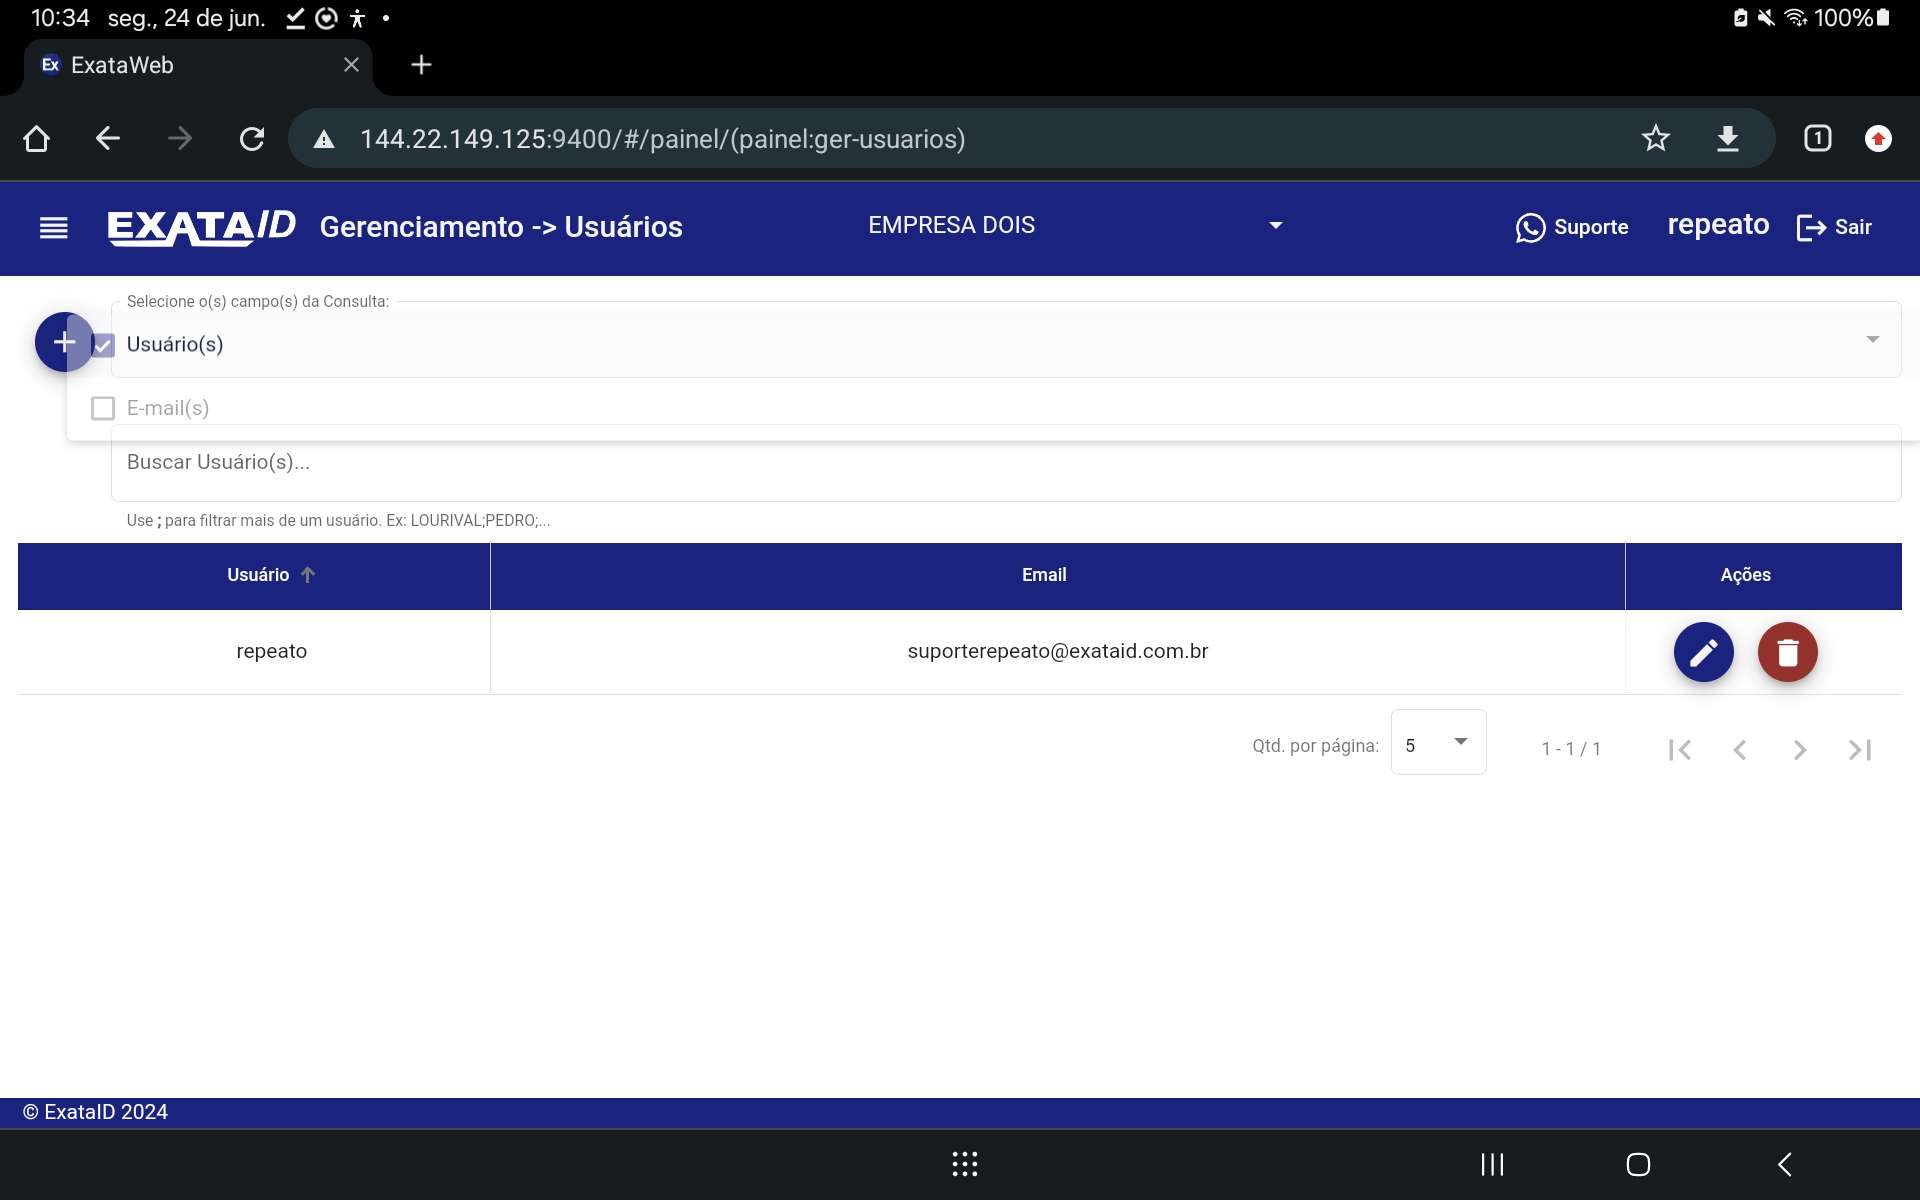 10:34 seg., 24 de jun. 100%
Ex ExataWeb
144.22.149.125:9400/#/painel/(painel:ger-usuarios) 1
EXATAID Gerenciamento -> Usuários EMPRESA DOIS Suporte repeato Sair
Selecione o(s) campo(s) da Consulta:
Usuário(s)
E-mail(s)
Buscar Usuário(s)...
Use ; para filtrar mais de um usuário. Ex: LOURIVAL;PEDRO;...
Usuário Email Ações
repeato suporterepeato@exataid.com.br
Qtd. por página: 5 1 - 1 / 1
© ExataID 2024